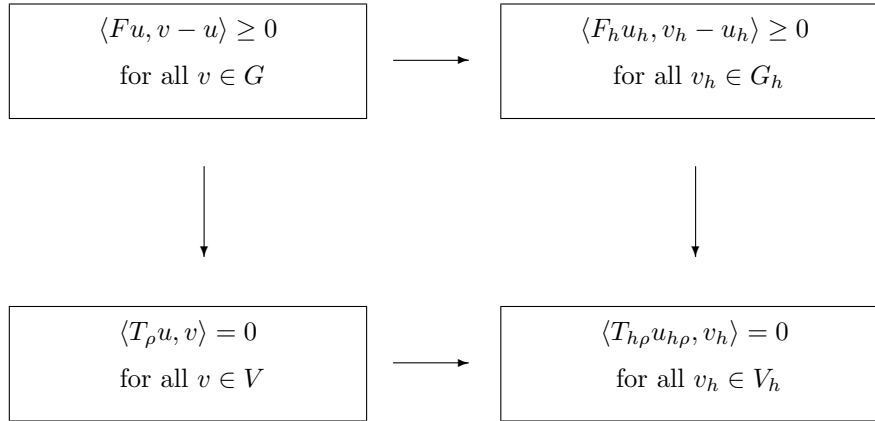 ⟨Fu, v − u⟩ ≥ 0
for all v ∈ G
⟨F_h u_h, v_h − u_h⟩ ≥ 0
for all v_h ∈ G_h
⟨T_ρ u, v⟩ = 0
for all v ∈ V
⟨T_{hρ} u_{hρ}, v_h⟩ = 0
for all v_h ∈ V_h